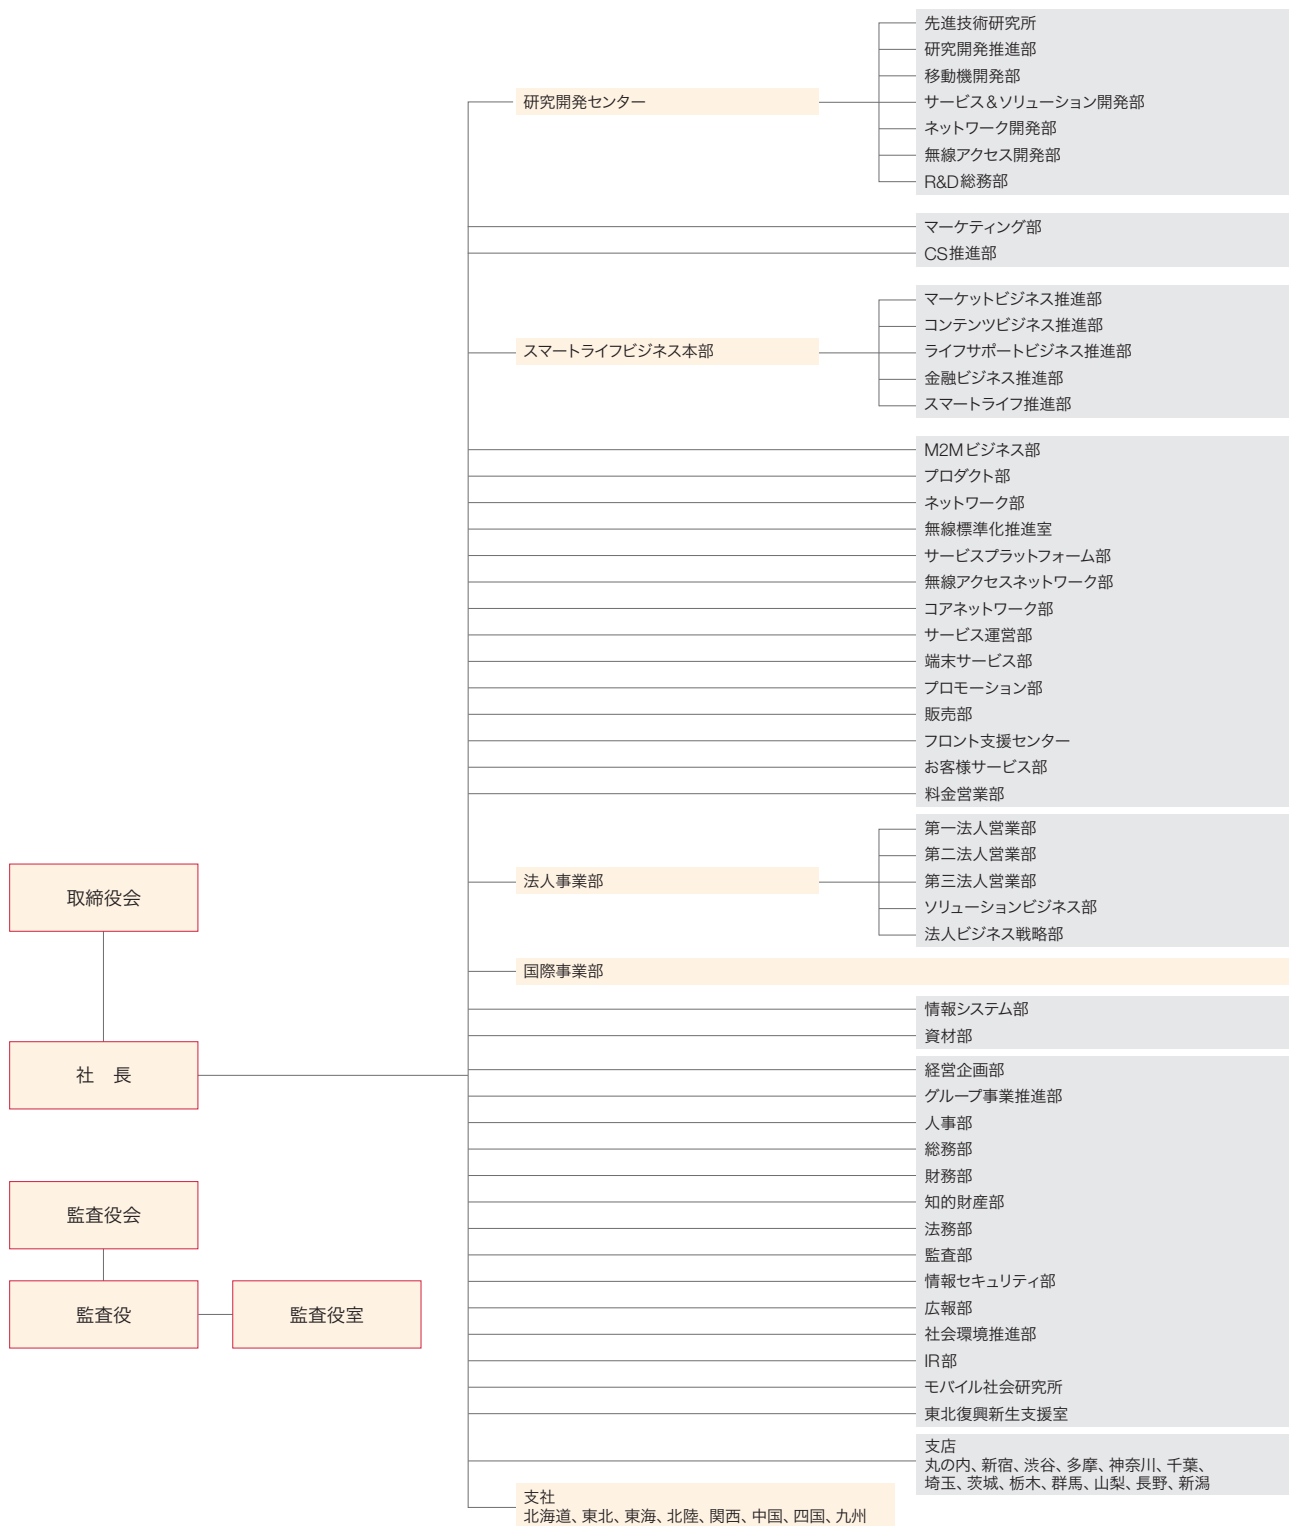 先進技術研究所
研究開発推進部
移動機開発部
研究開発センター
サービス&ソリューション開発部
ネットワーク開発部
無線アクセス開発部
R&D総務部
マーケティング部
CS推進部
マーケットビジネス推進部
コンテンツビジネス推進部
スマートライフビジネス本部
ライフサポートビジネス推進部
金融ビジネス推進部
スマートライフ推進部
M2Mビジネス部
プロダクト部
ネットワーク部
無線標準化推進室
サービスプラットフォーム部
無線アクセスネットワーク部
コアネットワーク部
サービス運営部
端末サービス部
プロモーション部
販売部
フロント支援センター
お客様サービス部
料金営業部
第一法人営業部
第二法人営業部
法人事業部
第三法人営業部
ソリューションビジネス部
法人ビジネス戦略部
取締役会
国際事業部
情報システム部
資材部
社 長
経営企画部
グループ事業推進部
人事部
総務部
財務部
知的財産部
法務部
監査部
情報セキュリティ部
広報部
社会環境推進部
IR部
モバイル社会研究所
東北復興新生支援室
監査役会
監査役
監査役室
支店
丸の内、新宿、渋谷、多摩、神奈川、千葉、
埼玉、茨城、栃木、群馬、山梨、長野、新潟
支社
北海道、東北、東海、北陸、関西、中国、四国、九州